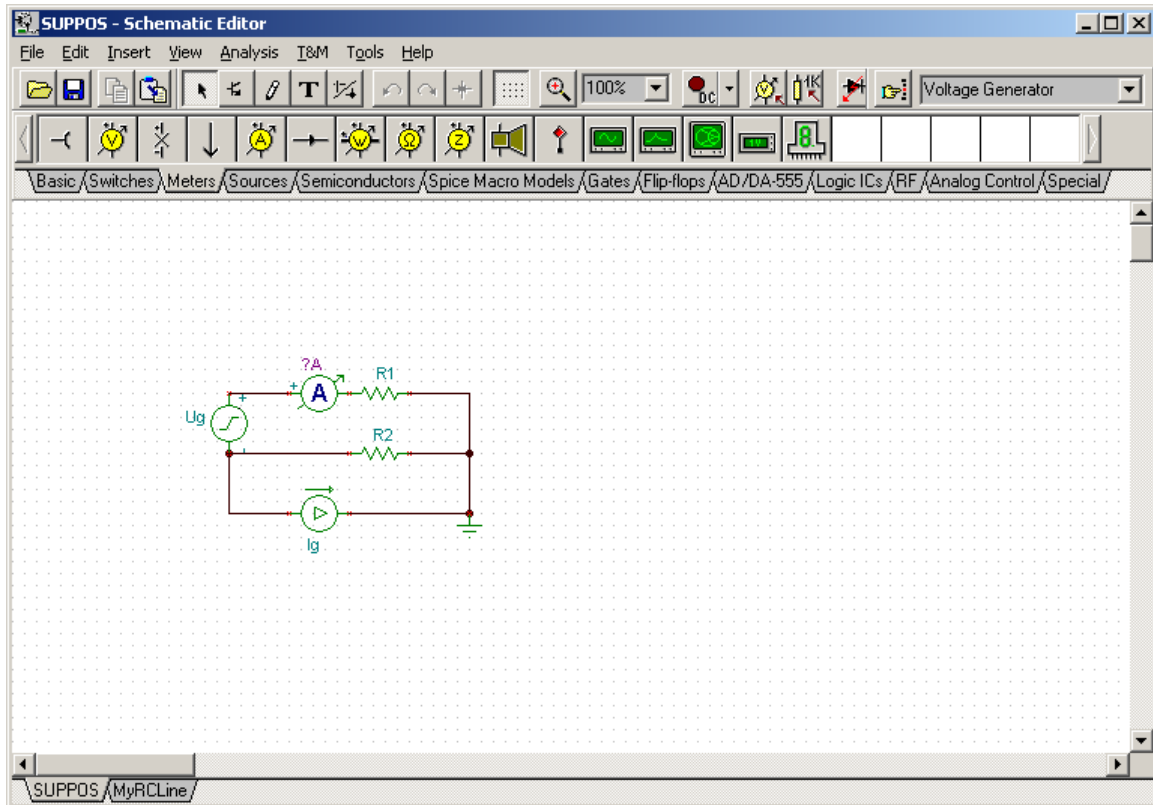 SUPPOS - Schematic Editor
File Edit Insert View Analysis T&M Tools Help
T 100% DC 1K Voltage Generator
V A W Ω Z 1V 8.
Basic Switches Meters Sources Semiconductors Spice Macro Models Gates Flip-flops AD/DA-555 Logic ICs RF Analog Control Special
?A
R1
+ + A
Ug
R2
Ig
SUPPOS MyRCLine